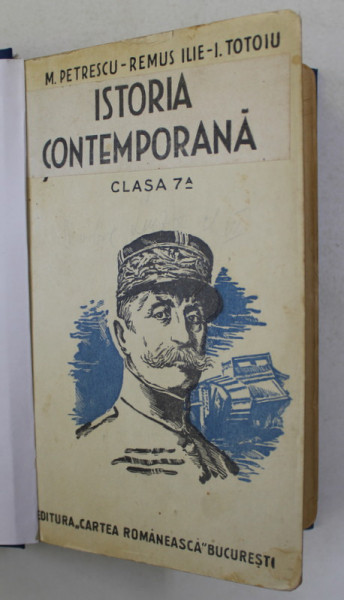 M. PETRESCU-REMUS ILIE-I. TOTOIU
ISTORIA
CONTEMPORANĂ
CLASA 7ᴬ
EDITURA „CARTEA ROMÂNEASCĂ" BUCUREȘTI